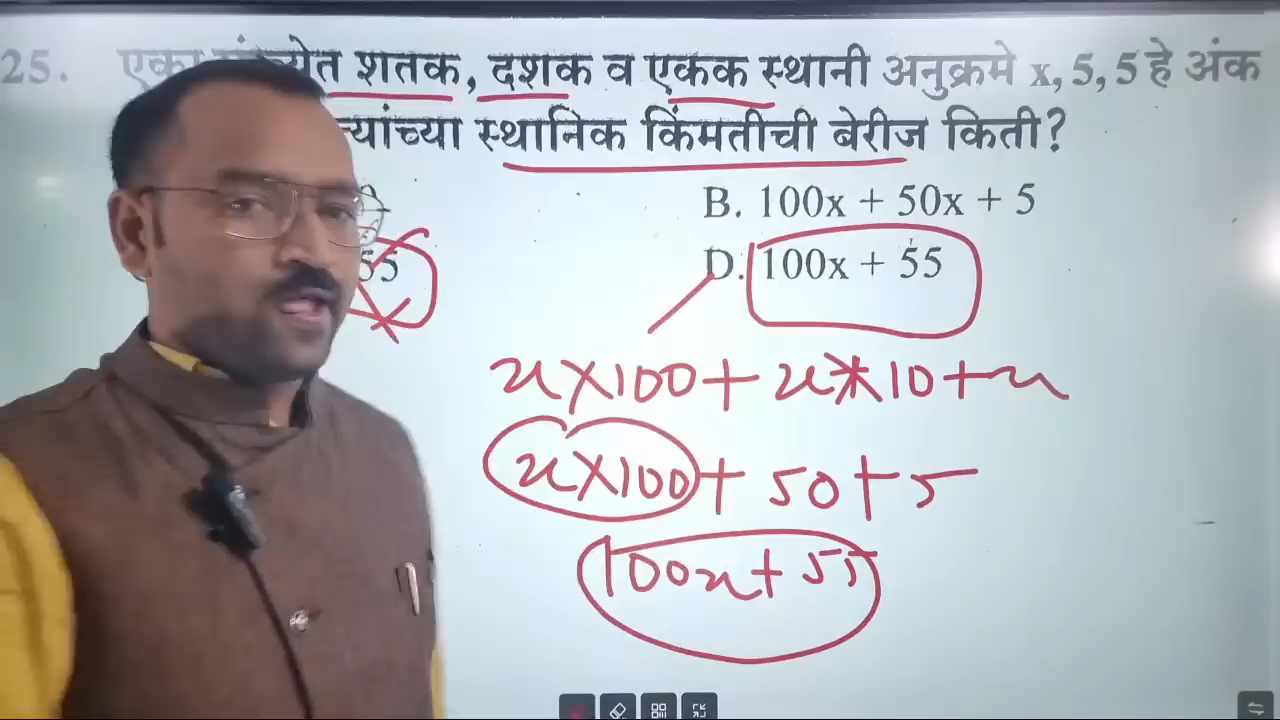 25. शतक, दशक व एकक स्थानी अनुक्रमे x, 5, 5 हे अंक
स्थानिक किंमतीची बेरीज किती?
B. 100x + 50x + 5
55
D. 100x + 55
x×100+x×10+x
x×100+50+5
100x+55